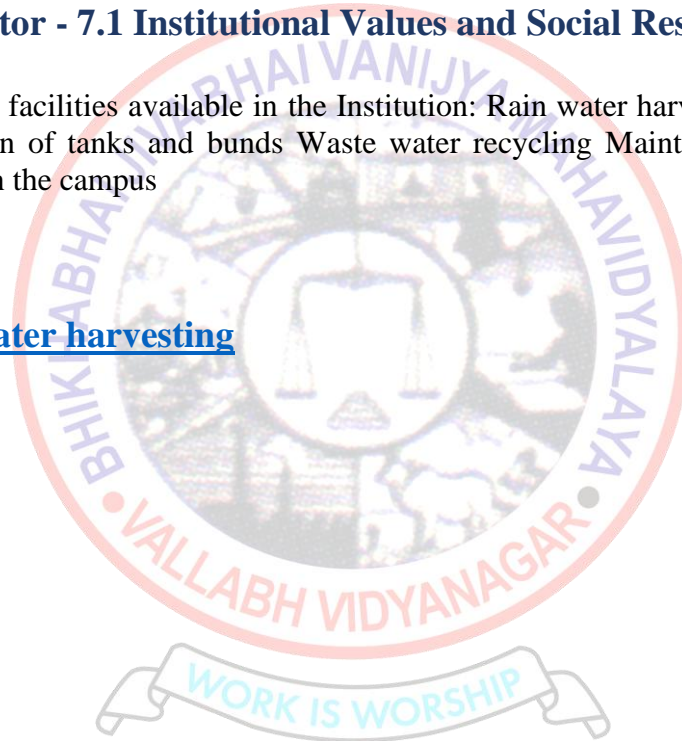 tor - 7.1 Institutional Values and Social Res
facilities available in the Institution: Rain water harv
n of tanks and bunds Waste water recycling Maint
n the campus
ater harvesting
BHIKHABHAI JIVABHAI VANIJYA MAHAVIDYALAYA
VALLABH VIDYANAGAR
WORK IS WORSHIP